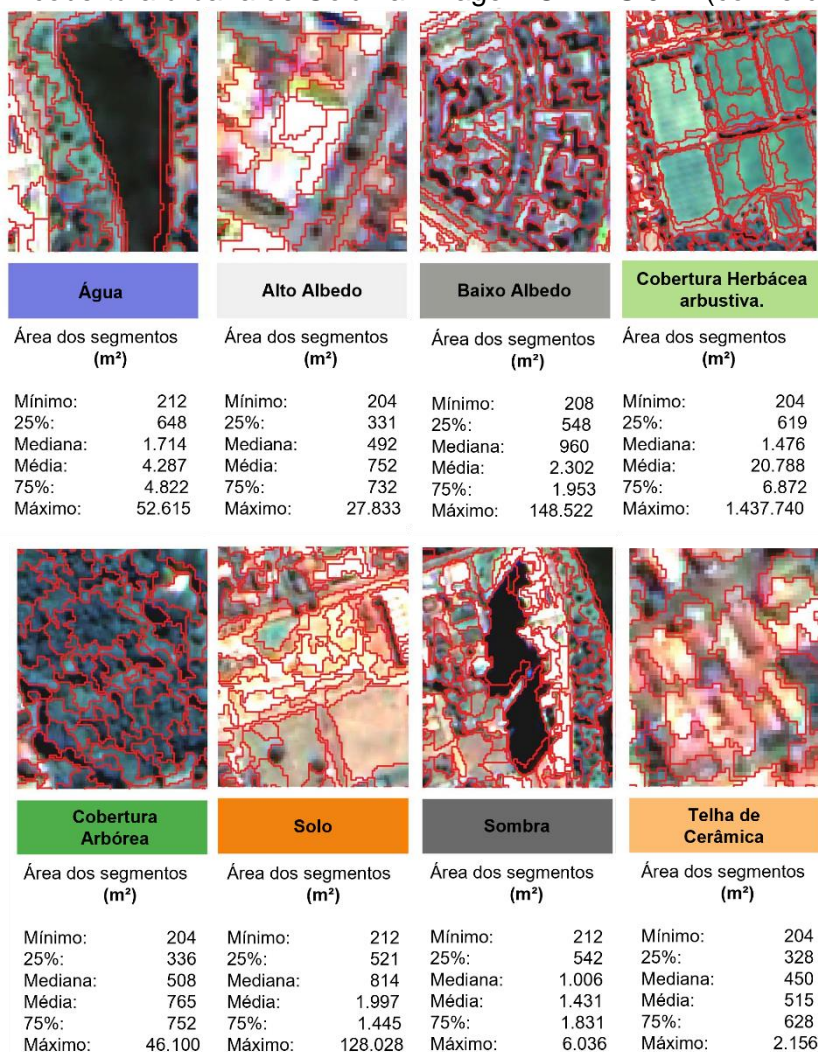 Água
Alto Albedo
Baixo Albedo
Cobertura Herbácea
arbustiva.
Área dos segmentos
(m²)
Mínimo: 212
25%: 648
Mediana: 1.714
Média: 4.287
75%: 4.822
Máximo: 52.615
Área dos segmentos
(m²)
Mínimo: 204
25%: 331
Mediana: 492
Média: 752
75%: 732
Máximo: 27.833
Área dos segmentos
(m²)
Mínimo: 208
25%: 548
Mediana: 960
Média: 2.302
75%: 1.953
Máximo: 148.522
Área dos segmentos
(m²)
Mínimo: 204
25%: 619
Mediana: 1.476
Média: 20.788
75%: 6.872
Máximo: 1.437.740
Cobertura
Arbórea
Solo
Sombra
Telha de
Cerâmica
Área dos segmentos
(m²)
Mínimo: 204
25%: 336
Mediana: 508
Média: 765
75%: 752
Máximo: 46.100
Área dos segmentos
(m²)
Mínimo: 212
25%: 521
Mediana: 814
Média: 1.997
75%: 1.445
Máximo: 128.028
Área dos segmentos
(m²)
Mínimo: 212
25%: 542
Mediana: 1.006
Média: 1.431
75%: 1.831
Máximo: 6.036
Área dos segmentos
(m²)
Mínimo: 204
25%: 328
Mediana: 450
Média: 515
75%: 628
Máximo: 2.156